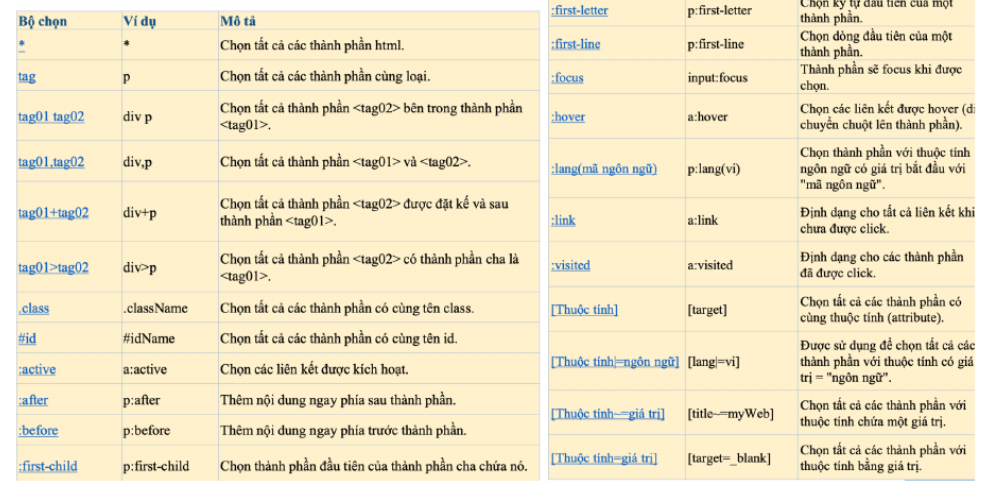 Bộ chọn Ví dụ Mô tả
* * Chọn tất cả các thành phần html.
tag p Chọn tất cả các thành phần cùng loại.
tag01 tag02 div p Chọn tất cả thành phần <tag02> bên trong thành phần
<tag01>.
tag01,tag02 div,p Chọn tất cả thành phần <tag01> và <tag02>.
tag01+tag02 div+p Chọn tất cả thành phần <tag02> được đặt kế và sau
thành phần <tag01>.
tag01>tag02 div>p Chọn tất cả thành phần <tag02> có thành phần cha là
<tag01>.
.class .className Chọn tất cả các thành phần có cùng tên class.
#id #idName Chọn tất cả các thành phần có cùng tên id.
:active a:active Chọn các liên kết được kích hoạt.
:after p:after Thêm nội dung ngay phía sau thành phần.
:before p:before Thêm nội dung ngay phía trước thành phần.
:first-child p:first-child Chọn thành phần đầu tiên của thành phần cha chứa nó.
:first-letter p:first-letter Chọn ký tự đầu tiên của một
thành phần.
:first-line p:first-line Chọn dòng đầu tiên của một
thành phần.
:focus input:focus Thành phần sẽ focus khi được
chọn.
:hover a:hover Chọn các liên kết được hover (di
chuyển chuột lên thành phần).
:lang(mã ngôn ngữ) p:lang(vi) Chọn thành phần với thuộc tính
ngôn ngữ có giá trị bắt đầu với
"mã ngôn ngữ".
:link a:link Định dạng cho tất cả liên kết khi
chưa được click.
:visited a:visited Định dạng cho các thành phần
đã được click.
[Thuộc tính] [target] Chọn tất cả các thành phần có
cùng thuộc tính (attribute).
[Thuộc tính|=ngôn ngữ] [lang|=vi] Được sử dụng để chọn tất cả các
thành phần với thuộc tính có giá
trị = "ngôn ngữ".
[Thuộc tính~=giá trị] [title~=myWeb] Chọn tất cả các thành phần với
thuộc tính chứa một giá trị.
[Thuộc tính=giá trị] [target=_blank] Chọn tất cả các thành phần với
thuộc tính bằng giá trị.